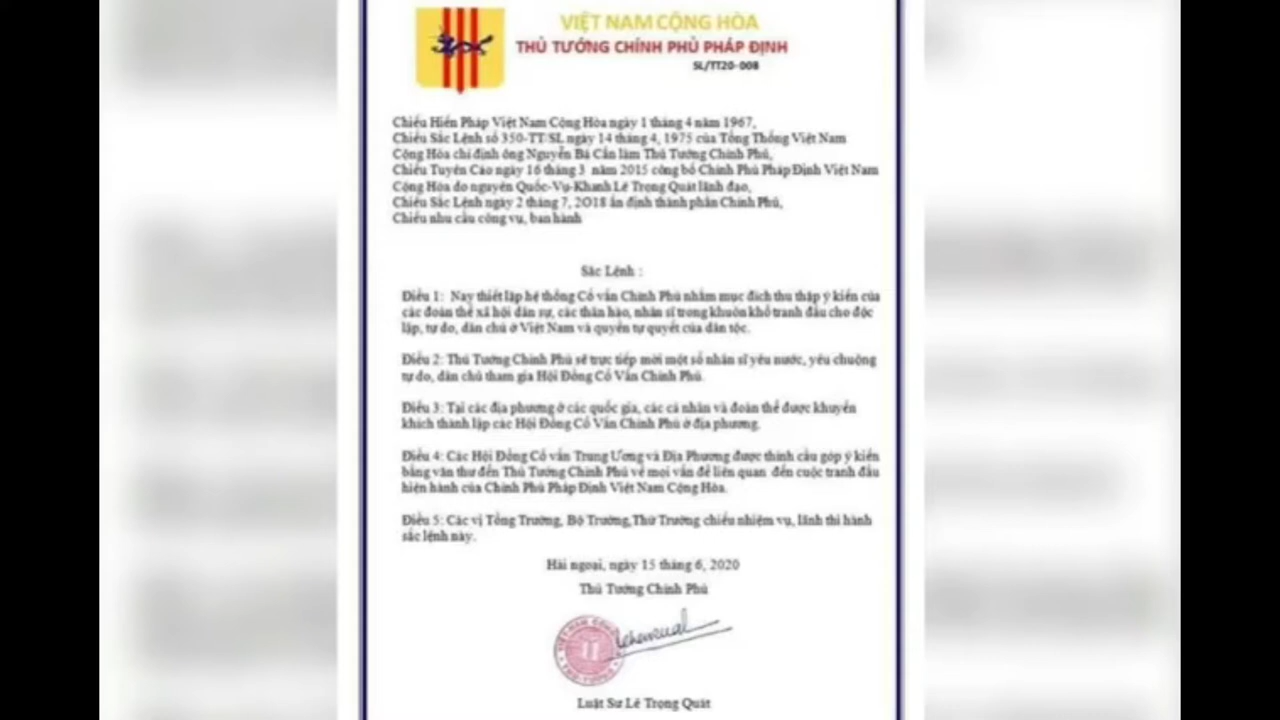 VIỆT NAM CỘNG HÒA
THỦ TƯỚNG CHÍNH PHỦ PHÁP ĐỊNH
SL/TT20-008
Chiếu Hiến Pháp Việt Nam Cộng Hòa ngày 1 tháng 4 năm 1967,
Chiếu Sắc Lệnh số 350-TT/SL ngày 14 tháng 4, 1975 của Tổng Thống Việt Nam
Cộng Hòa chỉ định ông Nguyễn Bá Cẩn làm Thủ Tướng Chính Phủ,
Chiếu Tuyên Cáo ngày 16 tháng 3 năm 2015 công bố Chính Phủ Pháp Định Việt Nam
Cộng Hòa do nguyên Quốc-Vụ-Khanh Lê Trọng Quát lãnh đạo,
Chiếu Sắc Lệnh ngày 2 tháng 7, 2018 ấn định thành phần Chính Phủ,
Chiếu nhu cầu công vụ, ban hành
Sắc Lệnh :
Điều 1: Nay thiết lập hệ thống Cố vấn Chính Phủ nhằm mục đích thu thập ý kiến của
các đoàn thể xã hội dân sự, các thân hào, nhân sĩ trong khuôn khổ tranh đấu cho độc
lập, tự do, dân chủ ở Việt Nam và quyền tự quyết của dân tộc.
Điều 2: Thủ Tướng Chính Phủ sẽ trực tiếp mời một số nhân sĩ yêu nước, yêu chuộng
tự do, dân chủ tham gia Hội Đồng Cố Vấn Chính Phủ.
Điều 3: Tại các địa phương ở các quốc gia, các cá nhân và đoàn thể được khuyến
khích thành lập các Hội Đồng Cố Vấn Chính Phủ ở địa phương.
Điều 4: Các Hội Đồng Cố vấn Trung Ương và Địa Phương được thỉnh cầu góp ý kiến
bằng văn thư đến Thủ Tướng Chính Phủ về mọi vấn đề liên quan đến cuộc tranh đấu
hiện hành của Chính Phủ Pháp Định Việt Nam Cộng Hòa.
Điều 5: Các vị Tổng Trưởng, Bộ Trưởng,Thứ Trưởng chiếu nhiệm vụ, lãnh thi hành
sắc lệnh này.
Hải ngoại, ngày 15 tháng 6, 2020
Thủ Tướng Chính Phủ
Luật Sư Lê Trọng Quát